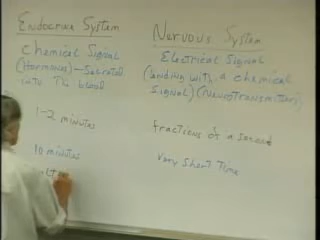 Endocrine System
Chemical Signal
(Hormones) - Secreted
into The blood
1-2 minutes
10 minutes
Nervous System
Electrical Signal
(ending with a chemical
Signal) (Neurotransmitters)
fractions of a second
Very Short Time